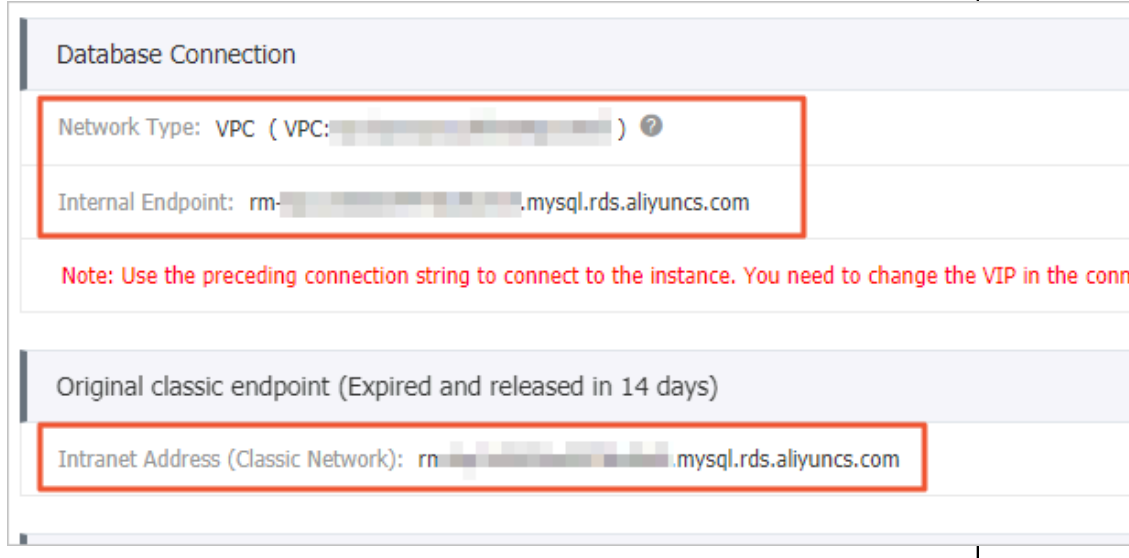 Database Connection
Network Type: VPC ( VPC: )
Internal Endpoint: rm- .mysql.rds.aliyuncs.com
Note: Use the preceding connection string to connect to the instance. You need to change the VIP in the
Original classic endpoint (Expired and released in 14 days)
Intranet Address (Classic Network): .mysql.rds.aliyuncs.com